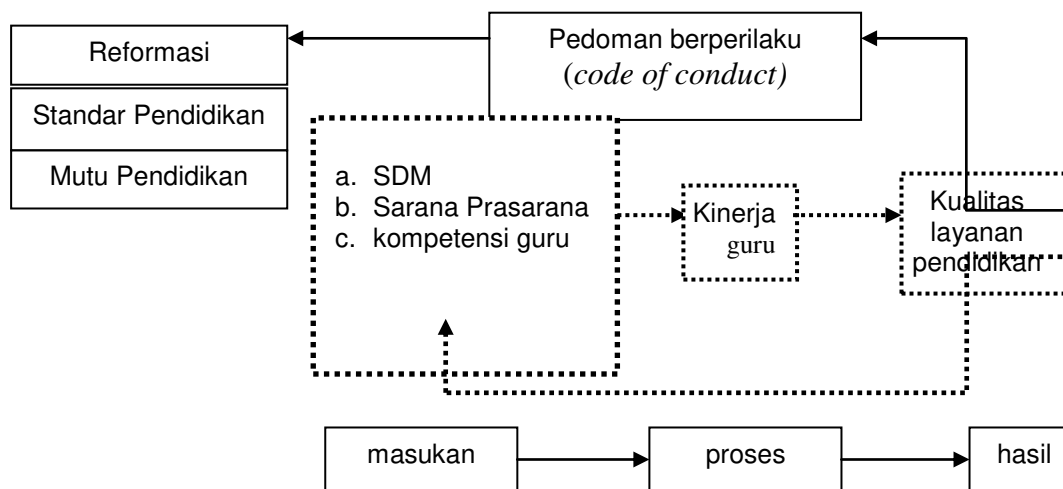 Reformasi
Standar Pendidikan
Mutu Pendidikan
Pedoman berperilaku
(code of conduct)
a. SDM
b. Sarana Prasarana
c. kompetensi guru
Kinerja
guru
Kualitas
layanan
pendidikan
masukan
proses
hasil